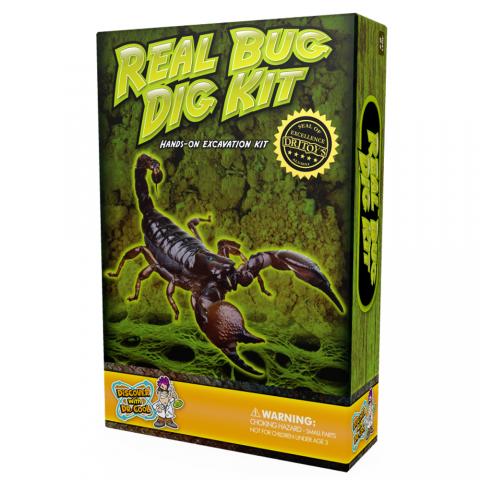 REAL BUG
DIG KIT
HANDS-ON EXCAVATION KIT
SEAL OF
EXCELLENCE
DR.TOYS
REAL BUG
DIG KIT
DISCOVER
WITH
DR. COOL
WARNING:
CHOKING HAZARD - SMALL PARTS
NOT FOR CHILDREN UNDER AGE 3